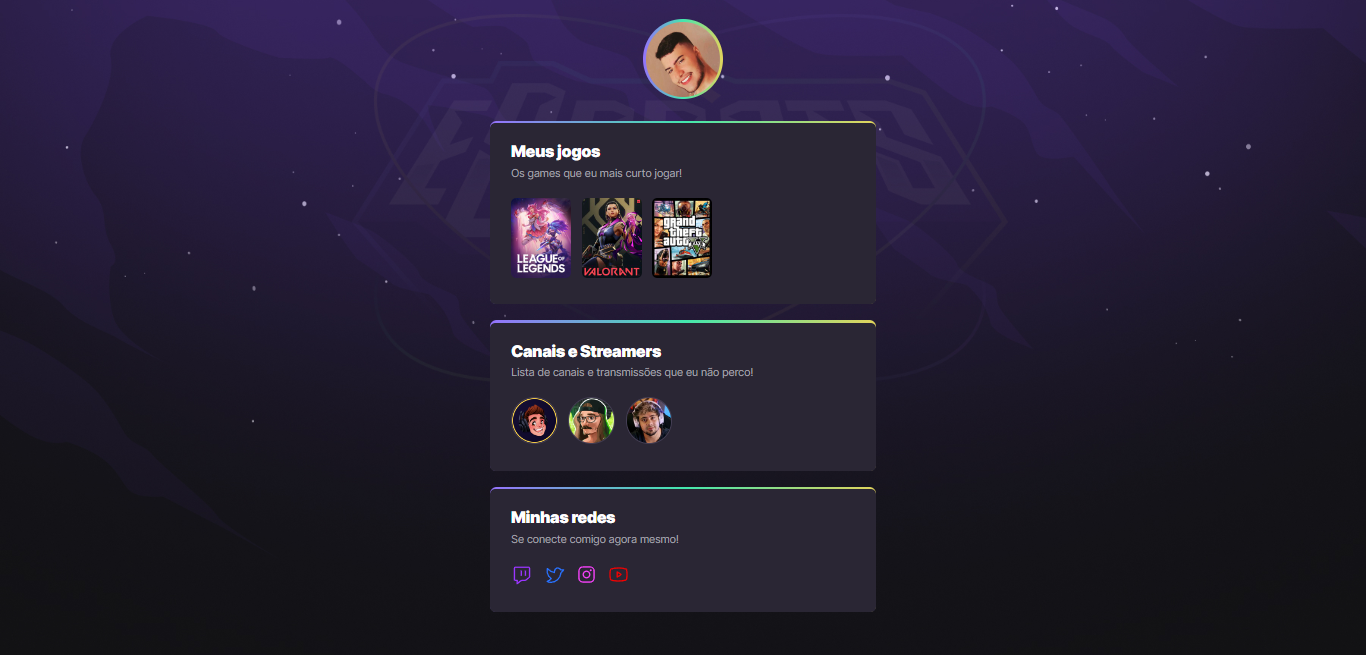 eSports
Meus jogos
Os games que eu mais curto jogar!
LEAGUE OF
LEGENDS
VALORANT
grand
theft
auto V
Canais e Streamers
Lista de canais e transmissões que eu não perco!
Minhas redes
Se conecte comigo agora mesmo!